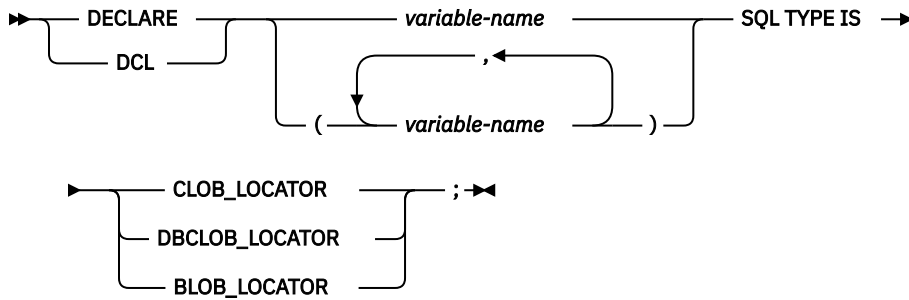 DECLARE variable-name SQL TYPE IS
DCL ,
( variable-name )
CLOB_LOCATOR ;
DBCLOB_LOCATOR
BLOB_LOCATOR